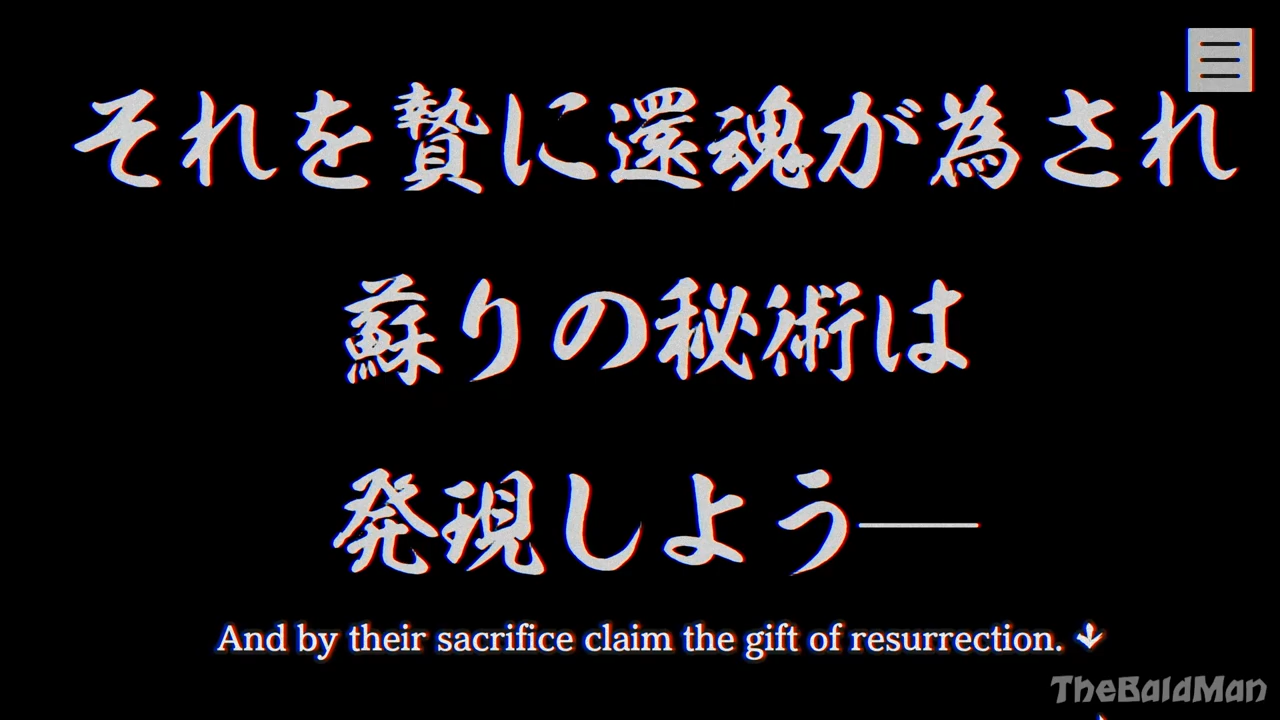 それを贄に還魂が為され
蘇りの秘術は
発現しよう──
And by their sacrifice claim the gift of resurrection.
TheBaldMan